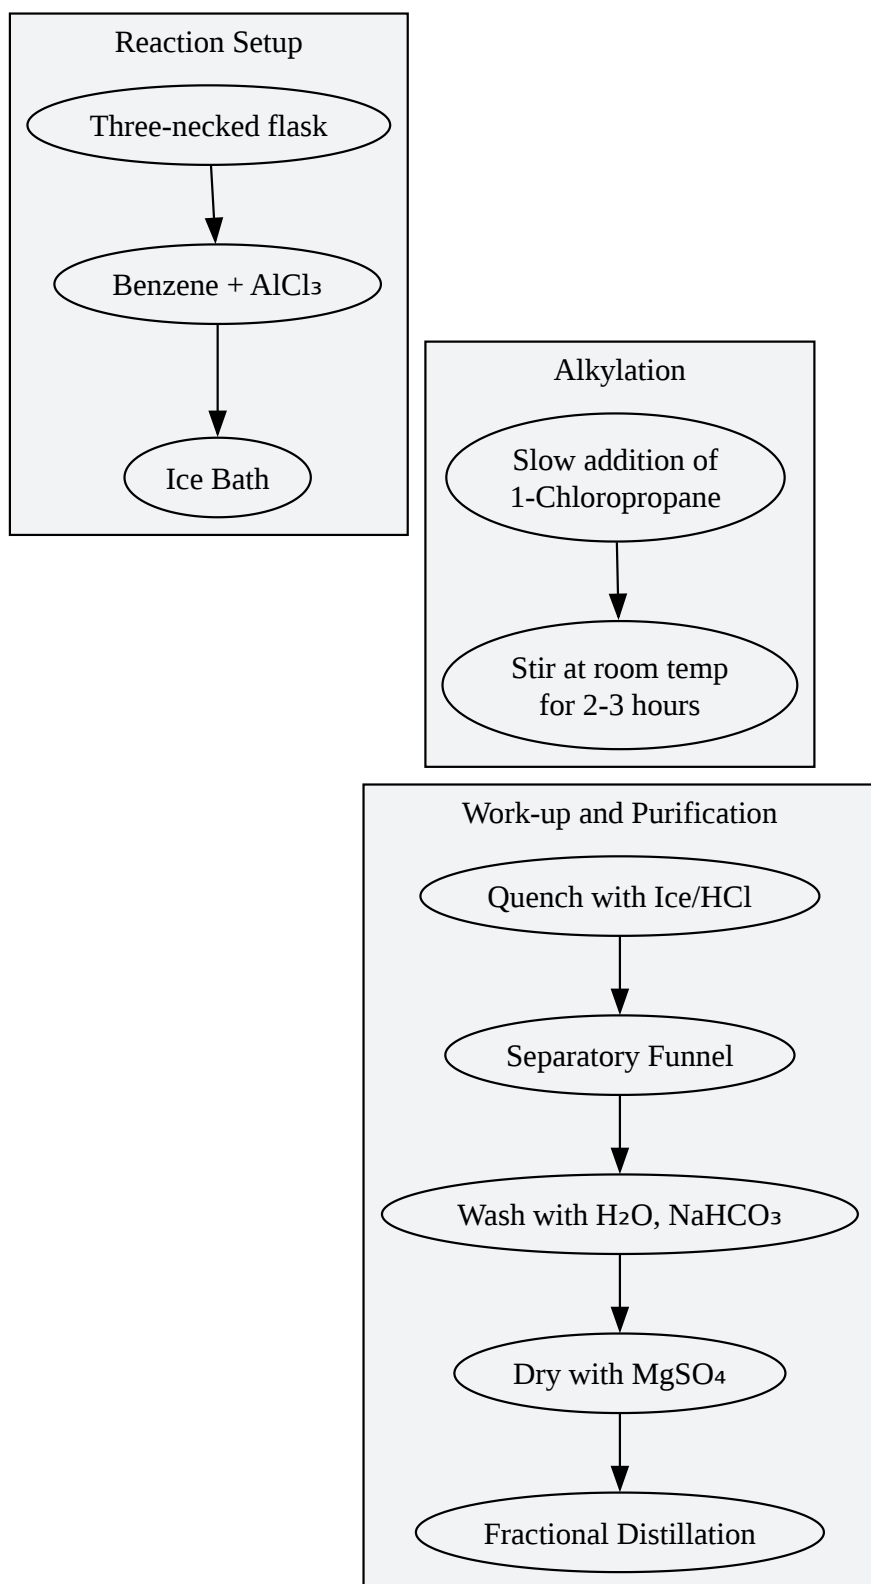 Reaction Setup
Three-necked flask
Benzene + AlCl₃
Ice Bath
Alkylation
Slow addition of
1-Chloropropane
Stir at room temp
for 2-3 hours
Work-up and Purification
Quench with Ice/HCl
Separatory Funnel
Wash with H₂O, NaHCO₃
Dry with MgSO₄
Fractional Distillation